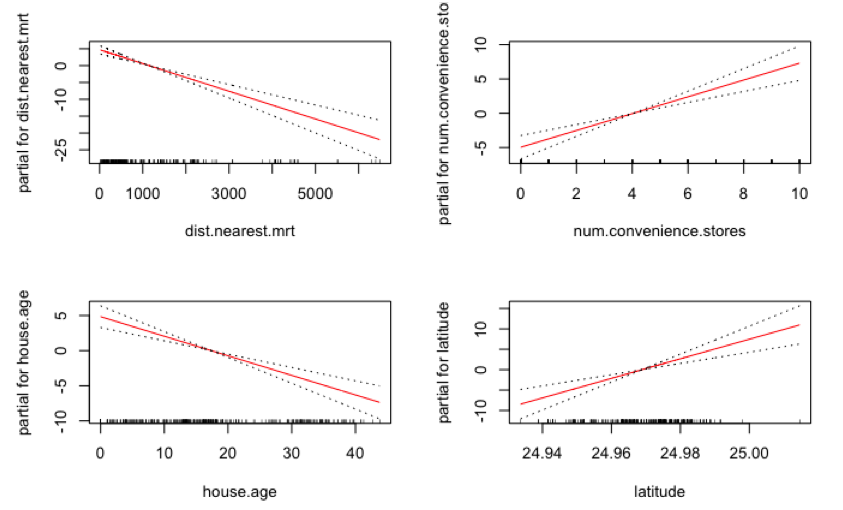 partial for dist.nearest.mrt
0
-10
-25
0 1000 3000 5000
dist.nearest.mrt
partial for num.convenience.sto
10
5
0
-5
0 2 4 6 8 10
num.convenience.stores
partial for house.age
5
0
-5
-10
0 10 20 30 40
house.age
partial for latitude
10
0
-10
24.94 24.96 24.98 25.00
latitude